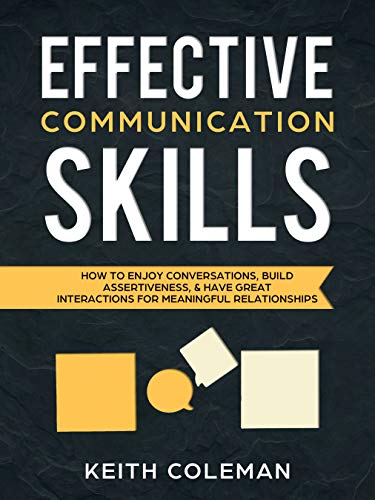 EFFECTIVE
COMMUNICATION
SKILLS
HOW TO ENJOY CONVERSATIONS, BUILD
ASSERTIVENESS, & HAVE GREAT
INTERACTIONS FOR MEANINGFUL RELATIONSHIPS
KEITH COLEMAN